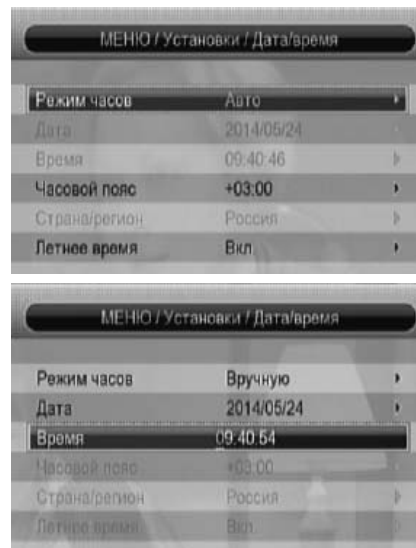 МЕНЮ / Установки / Дата/время
Режим часов Авто
Дата 2014/05/24
Время 09:40:46
Часовой пояс +03:00
Страна/регион Россия
Летнее время Вкл.
МЕНЮ / Установки / Дата/время
Режим часов Вручную
Дата 2014/05/24
Время 09:40:54
Часовой пояс +03:00
Страна/регион Россия
Летнее время Вкл.